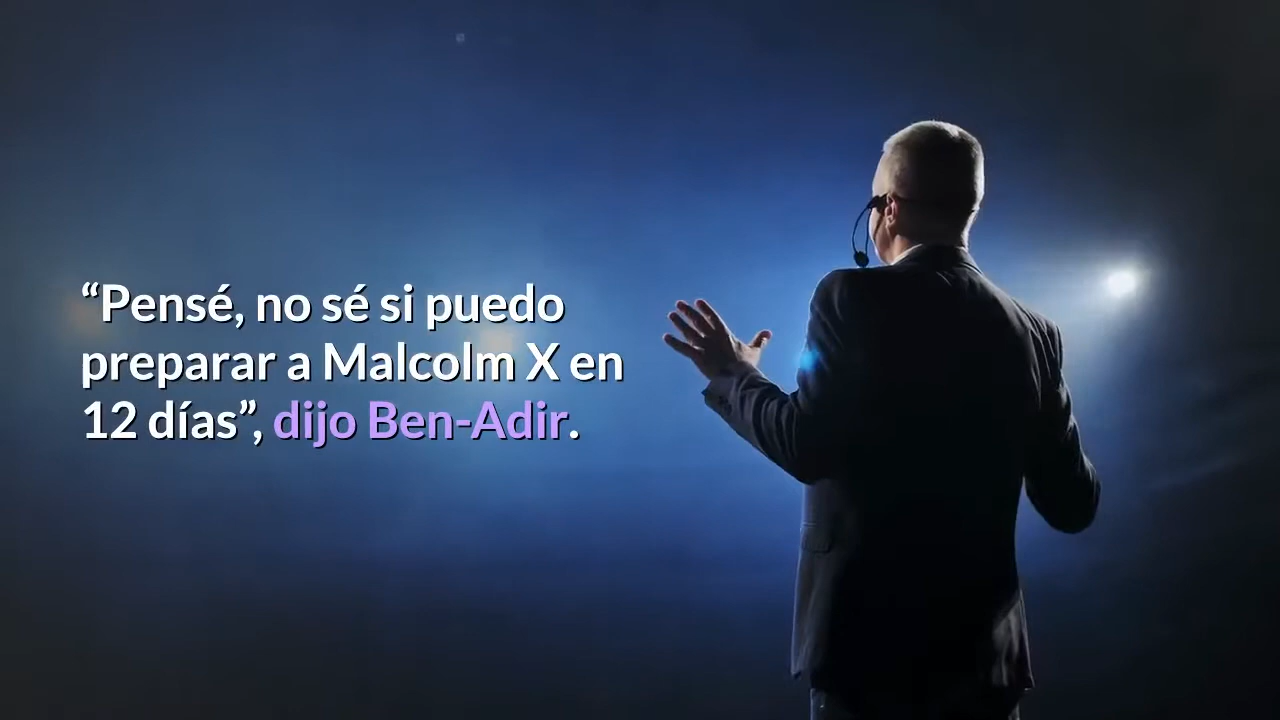 “Pensé, no sé si puedo
preparar a Malcolm X en
12 días”, dijo Ben-Adir.